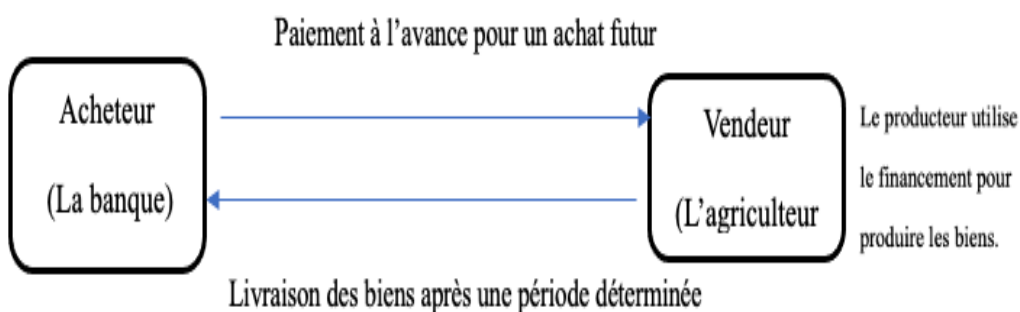 Paiement à l’avance pour un achat futur
Acheteur
(La banque)
Vendeur
(L’agriculteur
Le producteur utilise
le financement pour
produire les biens.
Livraison des biens après une période déterminée